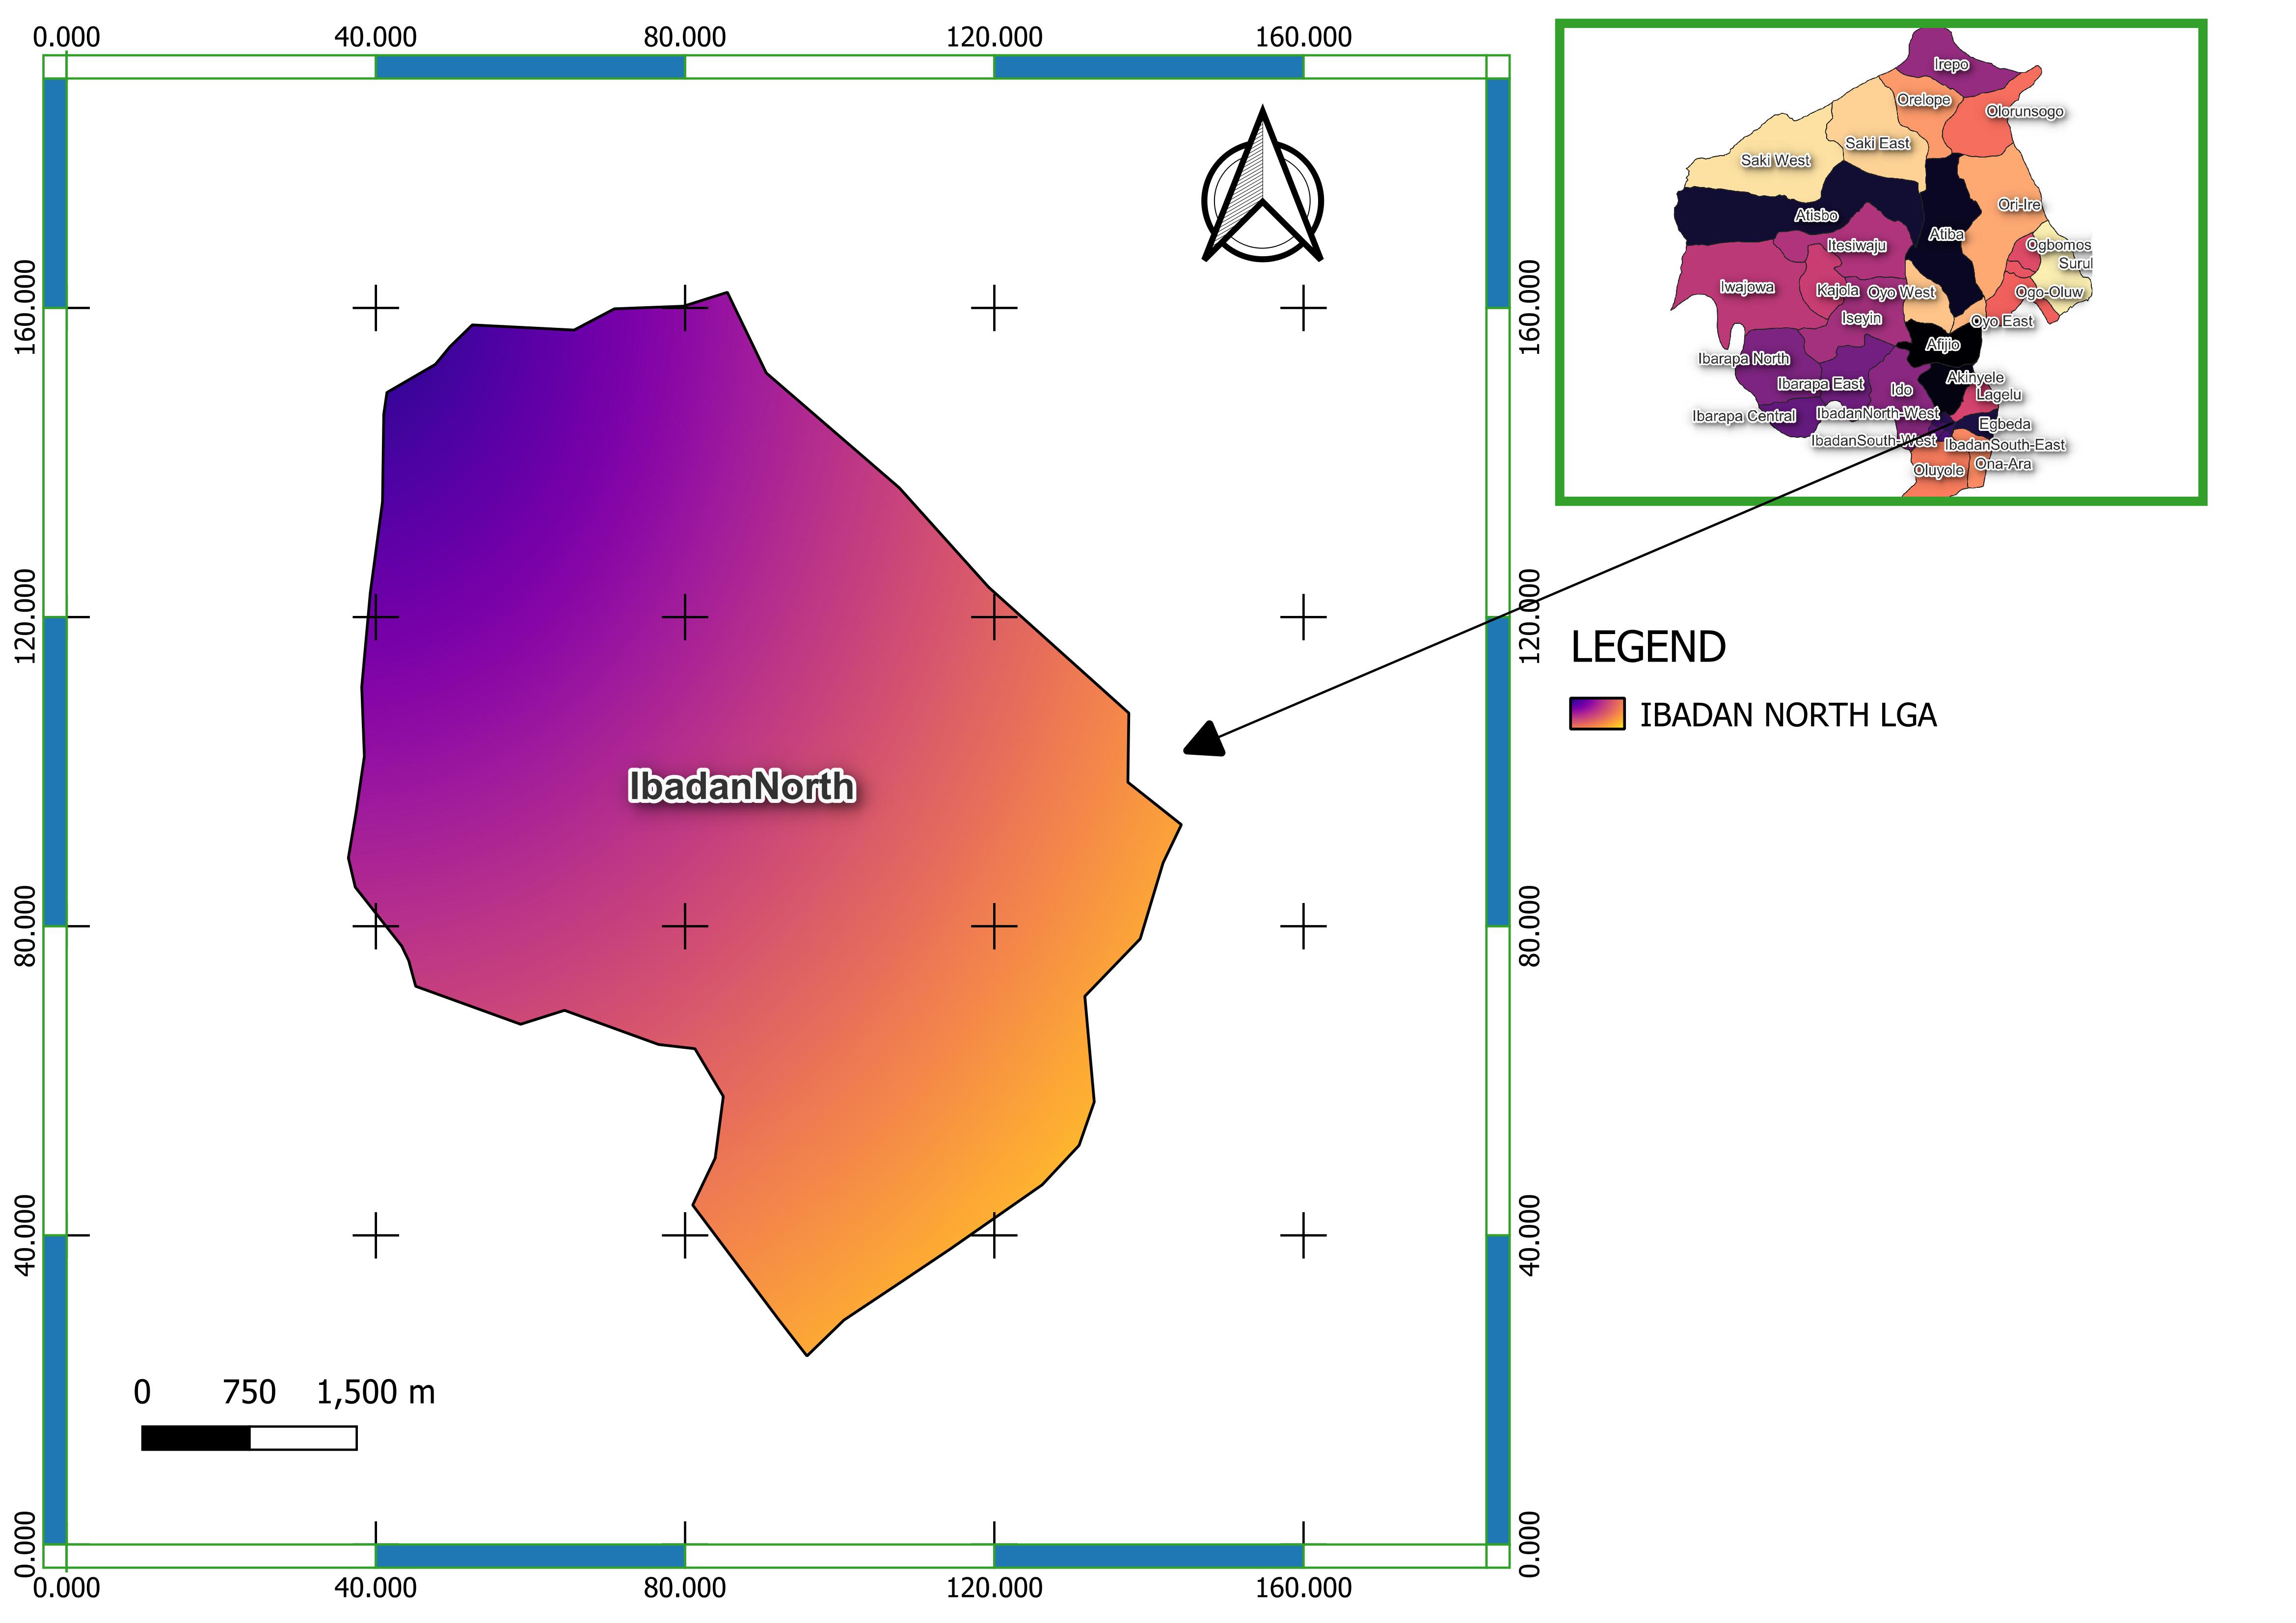 0.000 40.000 80.000 120.000 160.000
160.000
120.000
80.000
40.000
0.000
IbadanNorth
0 750 1,500 m
160.000
120.000
80.000
40.000
0.000
0.000 40.000 80.000 120.000 160.000
Irepo
Orelope
Olorunsogo
Saki East
Saki West
Ori-Ire
Atisbo
Atiba
Itesiwaju
Ogbomos
Surul
Iwajowa
Kajola
Oyo West
Ogo-Oluw
Iseyin
Oyo East
Afijio
Ibarapa North
Akinyele
Ibarapa East
Ido
Lagelu
Ibarapa Central
IbadanNorth-West
Egbeda
IbadanSouth-West
IbadanSouth-East
Ona-Ara
Oluyole
LEGEND
IBADAN NORTH LGA